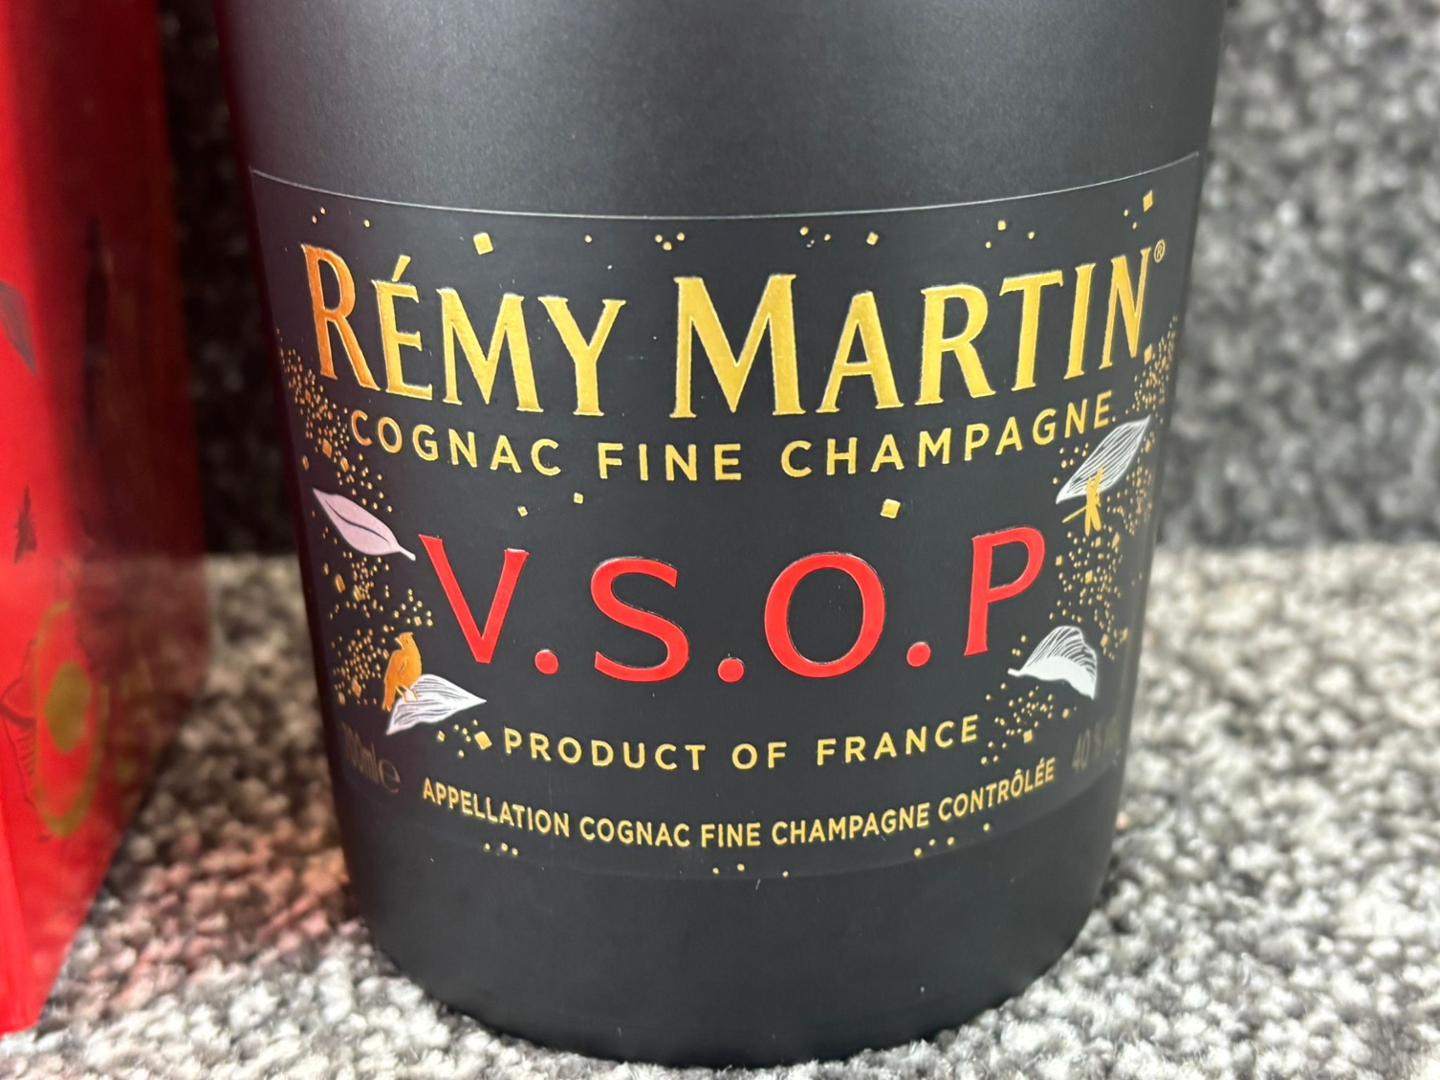 RÉMY MARTIN®
COGNAC FINE CHAMPAGNE
V.S.O.P
PRODUCT OF FRANCE
APPELLATION COGNAC FINE CHAMPAGNE CONTRÔLÉE